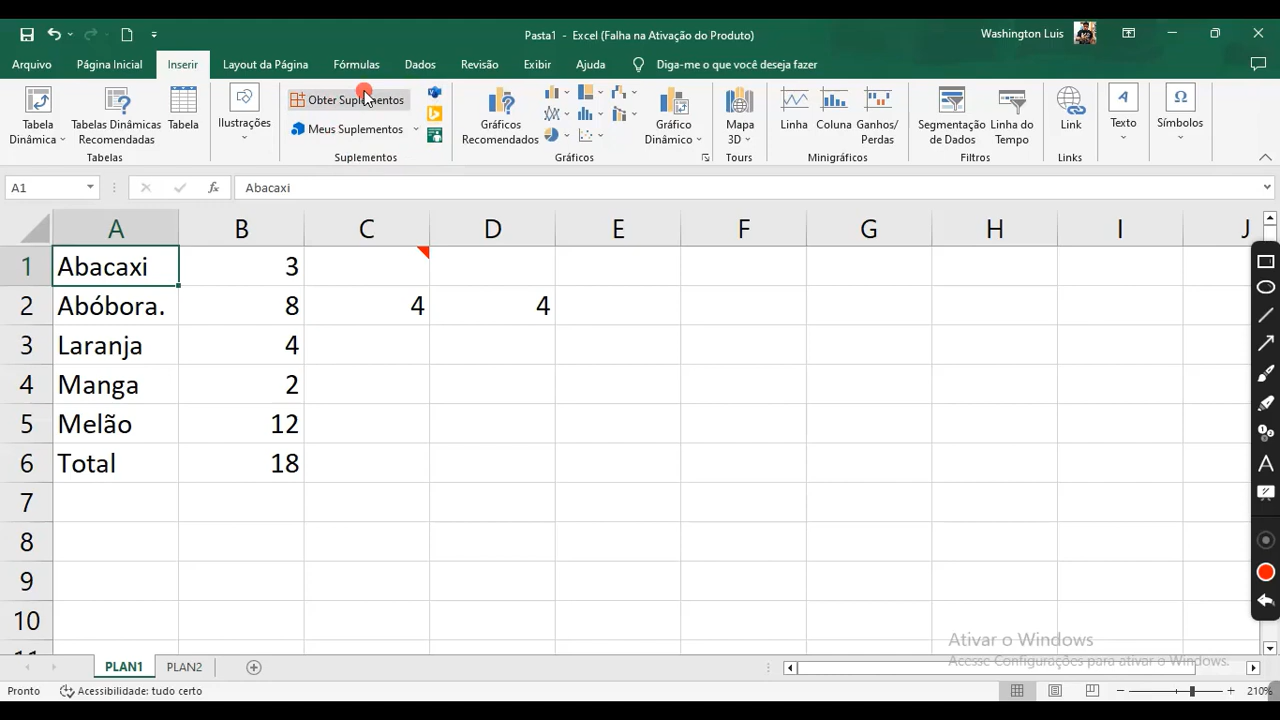 Pasta1 - Excel (Falha na Ativação do Produto)
Washington Luis
Arquivo Página Inicial Inserir Layout da Página Fórmulas Dados Revisão Exibir Ajuda Diga-me o que você deseja fazer
Tabela Dinâmica
Tabelas Dinâmicas Recomendadas
Tabela
Tabelas
Ilustrações
Obter Suplementos
Meus Suplementos
Suplementos
Gráficos Recomendados
Gráfico Dinâmico
Gráficos
Mapa 3D
Tours
Linha
Coluna
Ganhos/Perdas
Minigráficos
Segmentação de Dados
Linha do Tempo
Filtros
Link
Links
A
Texto
Ω
Símbolos
A1 fx Abacaxi
A B C D E F G H I J
1 Abacaxi 3
2 Abóbora. 8 4 4
3 Laranja 4
4 Manga 2
5 Melão 12
6 Total 18
7
8
9
10
A
Ativar o Windows
Acesse Configurações para ativar o Windows.
PLAN1 PLAN2
Pronto Acessibilidade: tudo certo 210%